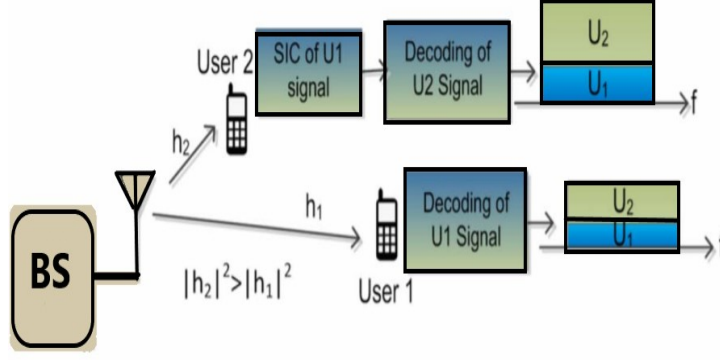 User 2
SIC of U1
signal
Decoding of
U2 Signal
U₂
U₁
f
h₂
h₁
Decoding of
U1 Signal
U₂
U₁
BS
|h₂|²>|h₁|²
User 1